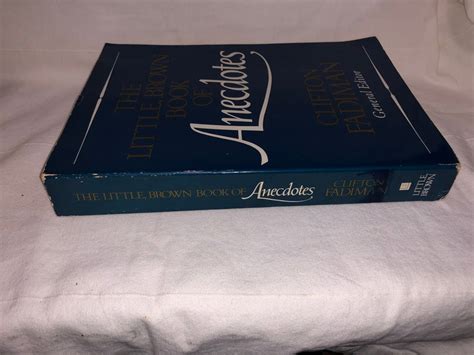 THE
LITTLE, BROWN
BOOK
OF
Anecdotes
CLIFTON
FADIMAN
General Editor
THE LITTLE, BROWN BOOK OF Anecdotes
CLIFTON
FADIMAN
LITTLE
BROWN